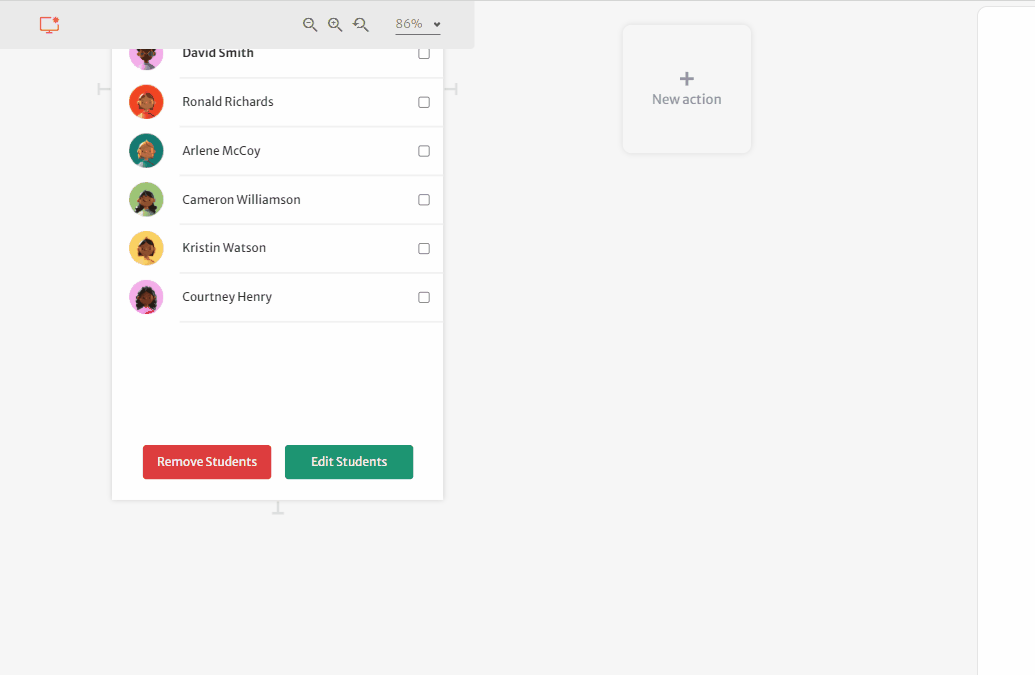 86%
David Smith
Ronald Richards
Arlene McCoy
Cameron Williamson
Kristin Watson
Courtney Henry
Remove Students
Edit Students
New action